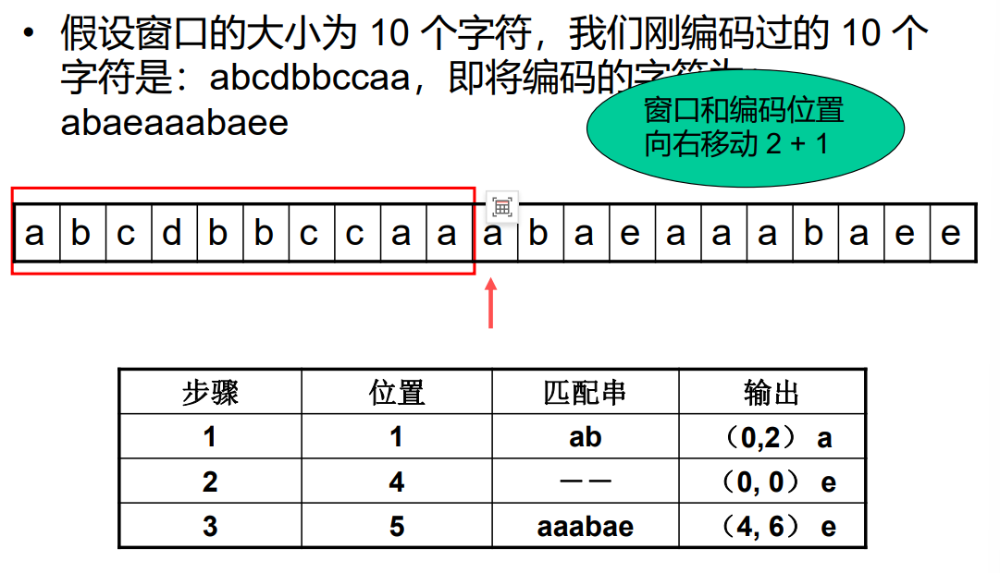 • 假设窗口的大小为 10 个字符，我们刚编码过的 10 个
字符是：abcdbbccaa，即将编码的字符为：
abaeaaabaee
窗口和编码位置
向右移动 2 + 1
a b c d b b c c a a a b a e a a a b a e e
步骤 位置 匹配串 输出
1 1 ab （0,2） a
2 4 —— （0, 0） e
3 5 aaabae （4, 6） e